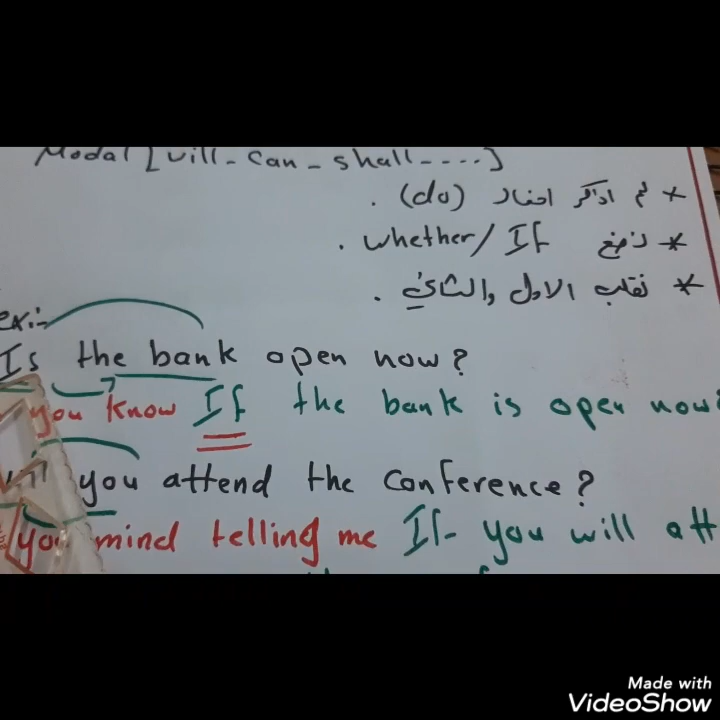 Modal [will - can - shall - - - -]
* لم اذاكر احذف (do) .
* نضع whether / If .
* نقلب الاول والثاني .
ex:-
Is the bank open now?
you know If the bank is open now?
you attend the conference?
you mind telling me If you will att
Made with
VideoShow